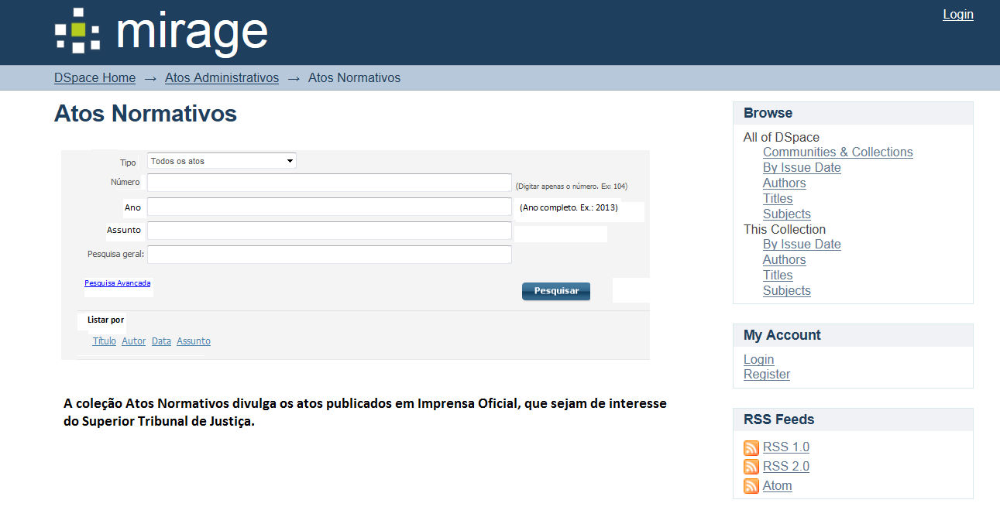 mirage
Login
DSpace Home → Atos Administrativos → Atos Normativos
Atos Normativos
Tipo Todos os atos
Número (Digitar apenas o número. Ex: 104)
Ano (Ano completo. Ex.: 2013)
Assunto
Pesquisa geral:
Pesquisa Avançada
Pesquisar
Listar por
Título Autor Data Assunto
A coleção Atos Normativos divulga os atos publicados em Imprensa Oficial, que sejam de interesse
do Superior Tribunal de Justiça.
Browse
All of DSpace
Communities & Collections
By Issue Date
Authors
Titles
Subjects
This Collection
By Issue Date
Authors
Titles
Subjects
My Account
Login
Register
RSS Feeds
RSS 1.0
RSS 2.0
Atom